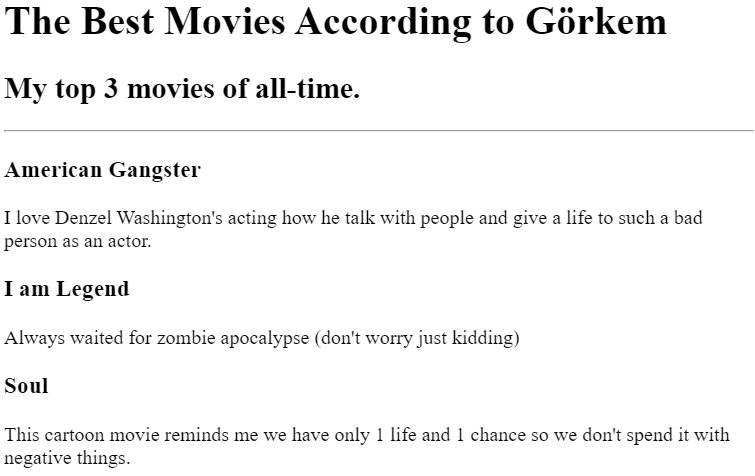 The Best Movies According to Görkem
My top 3 movies of all-time.
American Gangster
I love Denzel Washington's acting how he talk with people and give a life to such a bad
person as an actor.
I am Legend
Always waited for zombie apocalypse (don't worry just kidding)
Soul
This cartoon movie reminds me we have only 1 life and 1 chance so we don't spend it with
negative things.